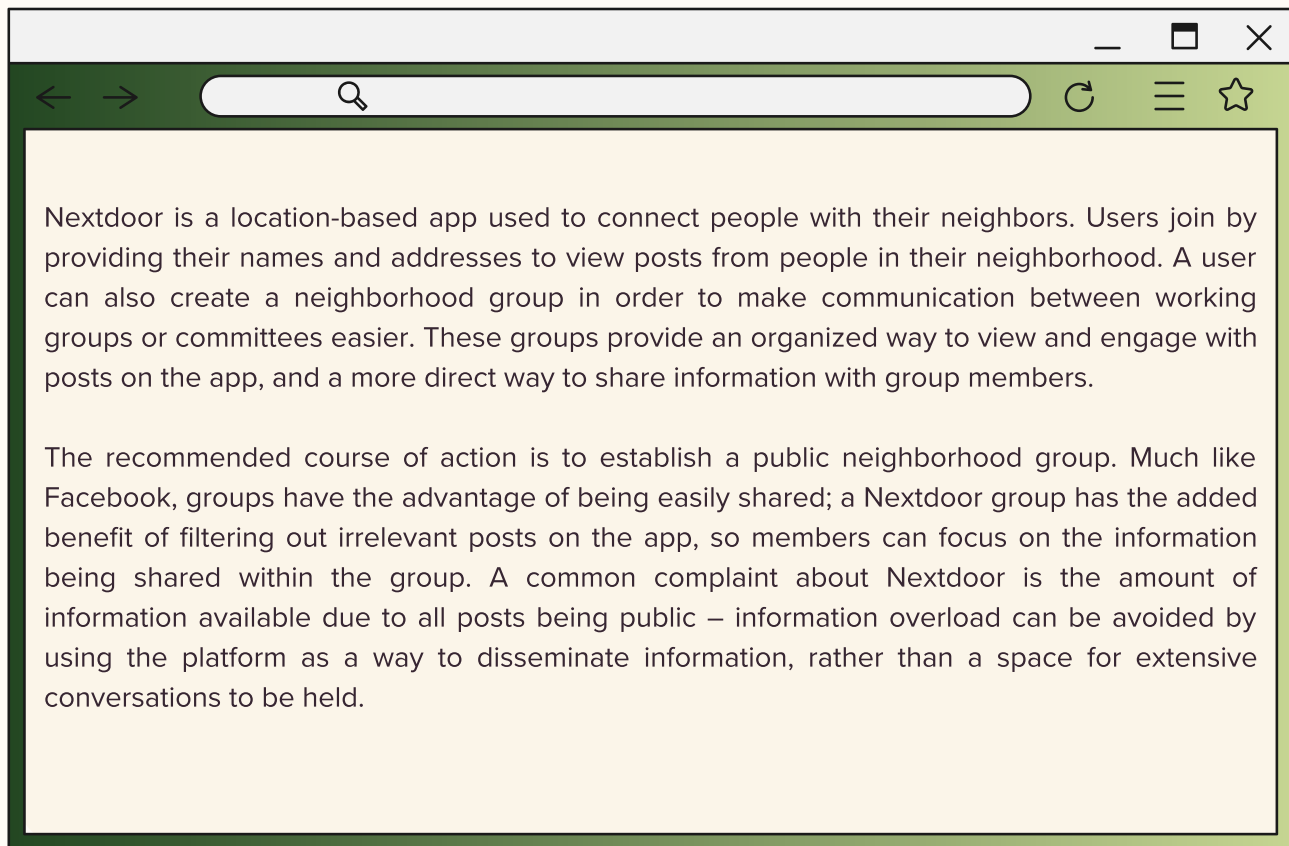 Nextdoor is a location-based app used to connect people with their neighbors. Users join by
providing their names and addresses to view posts from people in their neighborhood. A user
can also create a neighborhood group in order to make communication between working
groups or committees easier. These groups provide an organized way to view and engage with
posts on the app, and a more direct way to share information with group members.
The recommended course of action is to establish a public neighborhood group. Much like
Facebook, groups have the advantage of being easily shared; a Nextdoor group has the added
benefit of filtering out irrelevant posts on the app, so members can focus on the information
being shared within the group. A common complaint about Nextdoor is the amount of
information available due to all posts being public – information overload can be avoided by
using the platform as a way to disseminate information, rather than a space for extensive
conversations to be held.